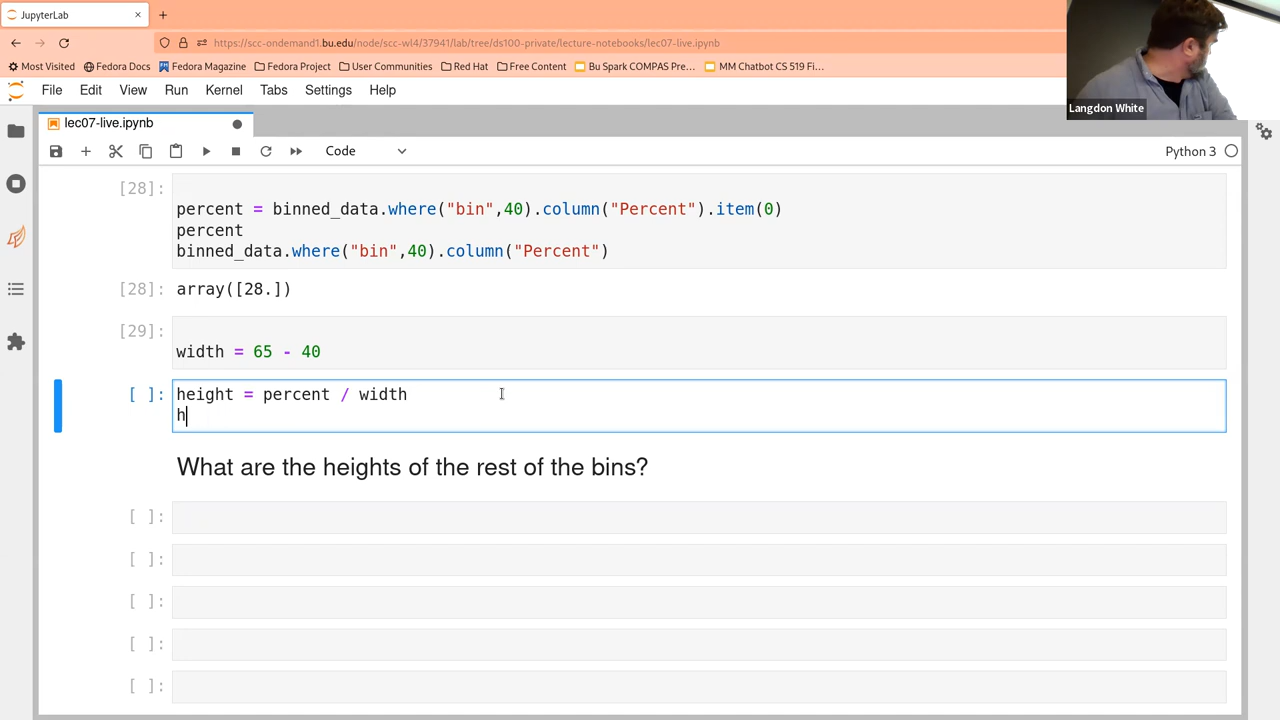 JupyterLab
https://scc-ondemand1.bu.edu/node/scc-wl4/37941/lab/tree/ds100-private/lecture-notebooks/lec07-live.ipynb
Most Visited Fedora Docs Fedora Magazine Fedora Project User Communities Red Hat Free Content Bu Spark COMPAS Pre… MM Chatbot CS 519 Fi…
Langdon White
File Edit View Run Kernel Tabs Settings Help
lec07-live.ipynb
Code
Python 3
[28]:
percent = binned_data.where("bin",40).column("Percent").item(0)
percent
binned_data.where("bin",40).column("Percent")
[28]: array([28.])
[29]:
width = 65 - 40
[ ]: height = percent / width
h
What are the heights of the rest of the bins?
[ ]:
[ ]:
[ ]:
[ ]:
[ ]: